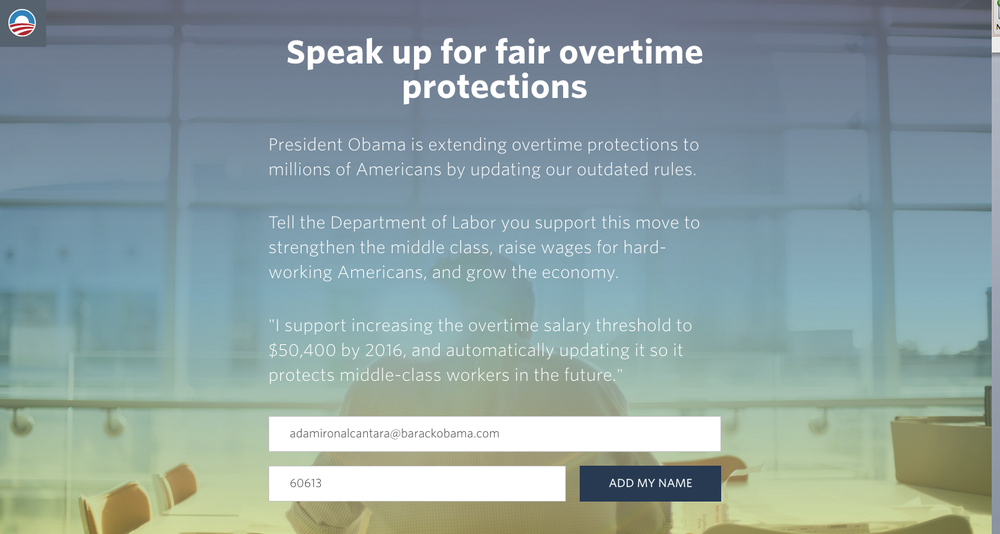 Speak up for fair overtime
protections
President Obama is extending overtime protections to
millions of Americans by updating our outdated rules.
Tell the Department of Labor you support this move to
strengthen the middle class, raise wages for hard-
working Americans, and grow the economy.
"I support increasing the overtime salary threshold to
$50,400 by 2016, and automatically updating it so it
protects middle-class workers in the future."
adamironalcantara@barackobama.com
60613 ADD MY NAME